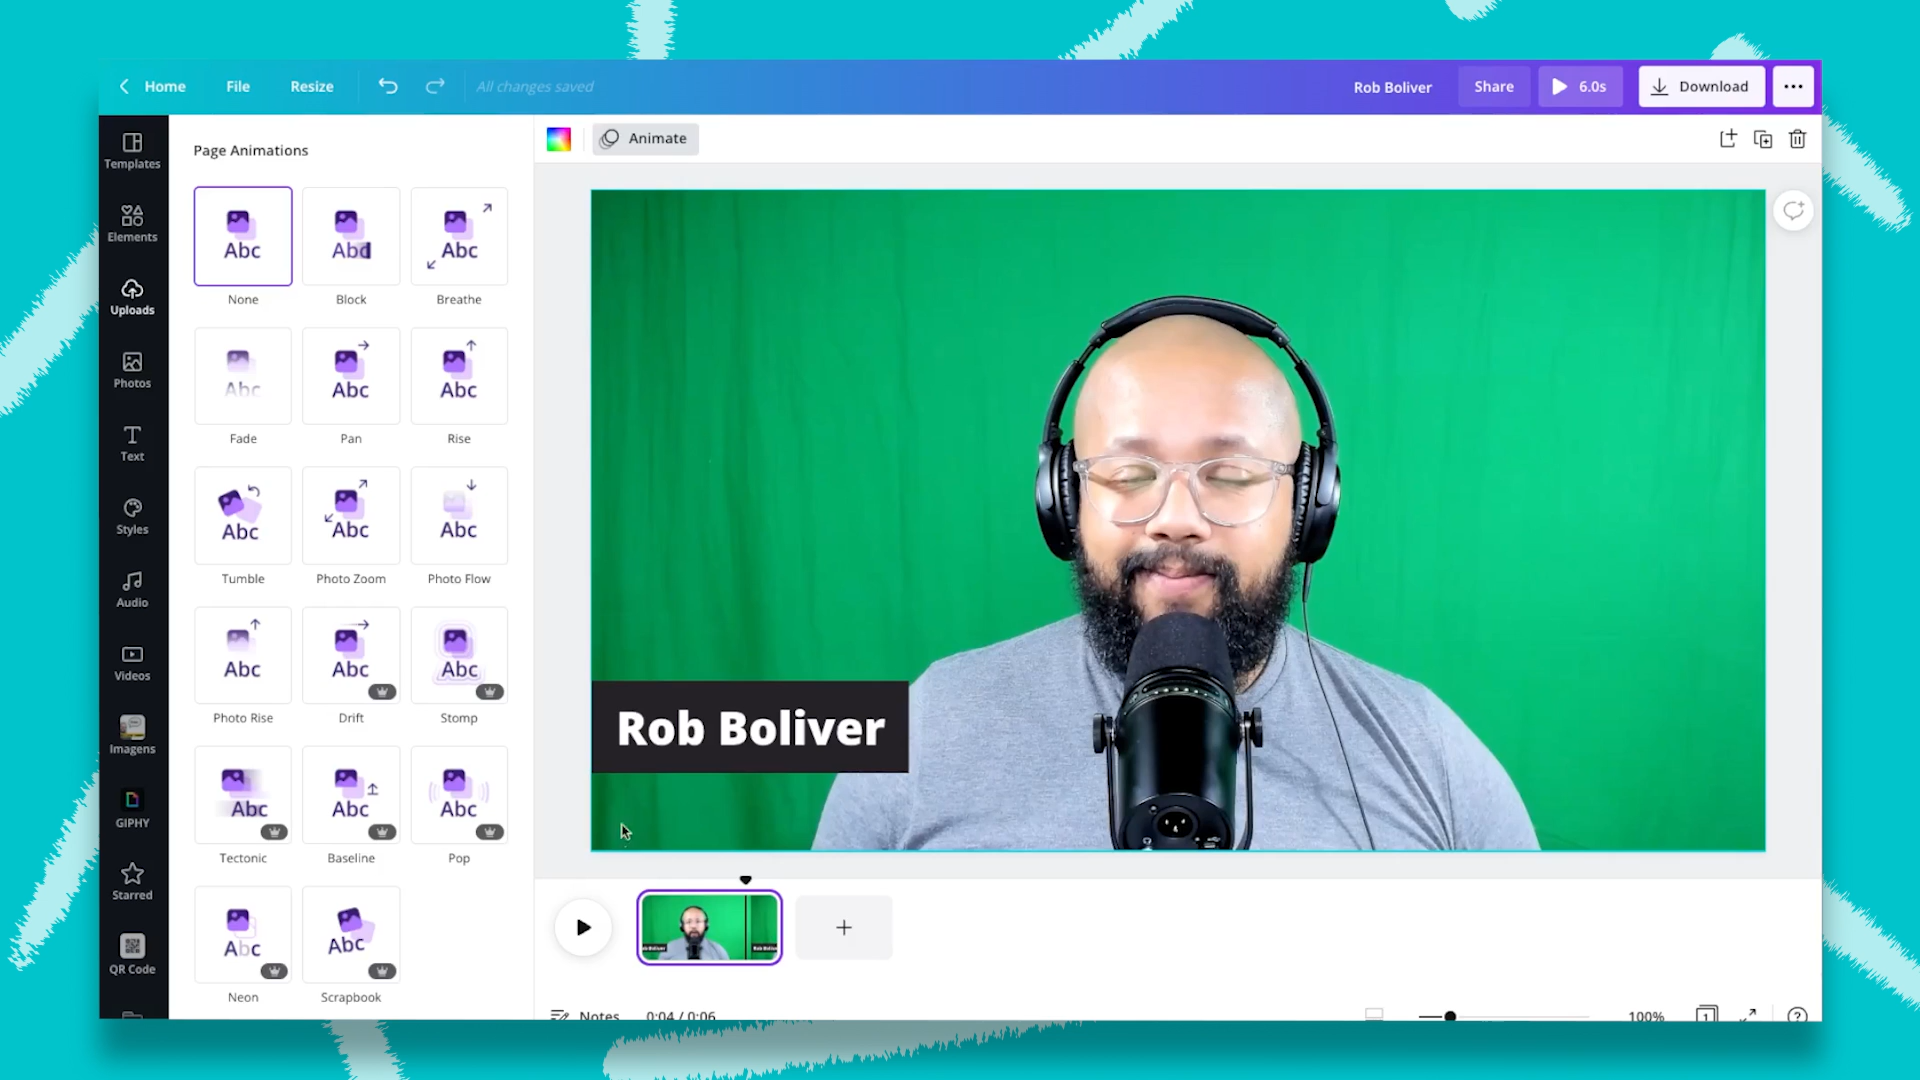 Home File Resize All changes saved Rob Boliver Share 6.0s Download
Templates
Elements
Uploads
Photos
Text
Styles
Audio
Videos
Imagens
GIPHY
Starred
QR Code
Page Animations
Abc Abc Abc
None Block Breathe
Abc Abc Abc
Fade Pan Rise
Abc Abc Abc
Tumble Photo Zoom Photo Flow
Abc Abc Abc
Photo Rise Drift Stomp
Abc Abc Abc
Tectonic Baseline Pop
Abc Abc
Neon Scrapbook
Animate
Rob Boliver
Notes 0:04 / 0:06 100% 1